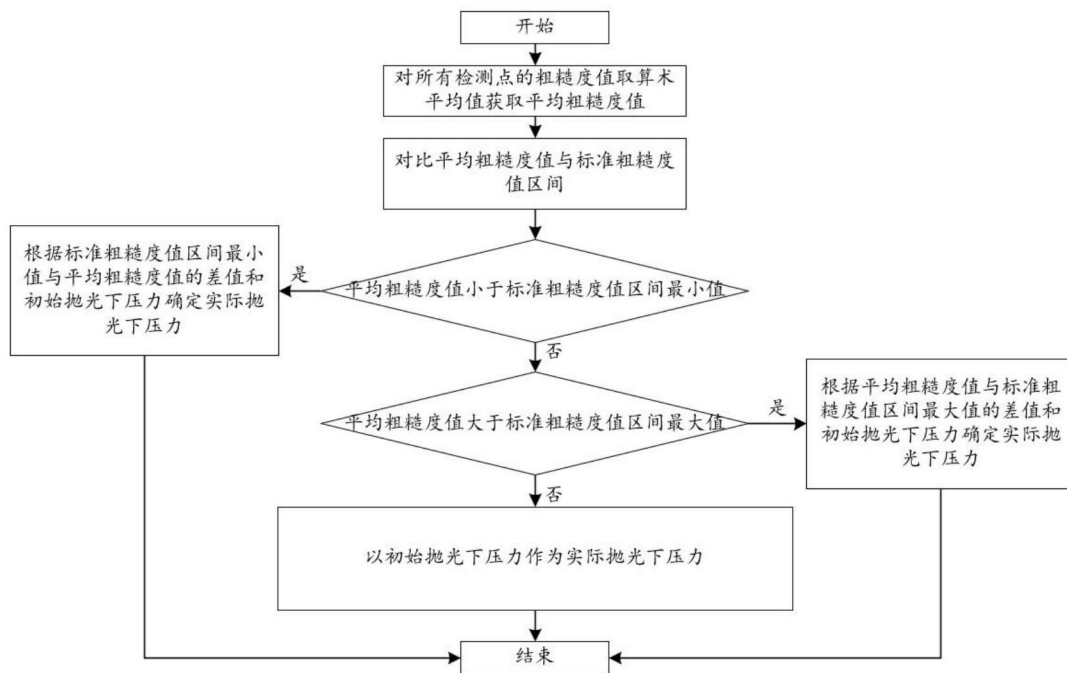 开始
对所有检测点的粗糙度值取算术
平均值获取平均粗糙度值
对比平均粗糙度值与标准粗糙度
值区间
根据标准粗糙度值区间最小
值与平均粗糙度值的差值和
初始抛光下压力确定实际抛
光下压力
是
平均粗糙度值小于标准粗糙度值区间最小值
否
平均粗糙度值大于标准粗糙度值区间最大值
是
根据平均粗糙度值与标准粗
糙度值区间最大值的差值和
初始抛光下压力确定实际抛
光下压力
否
以初始抛光下压力作为实际抛光下压力
结束